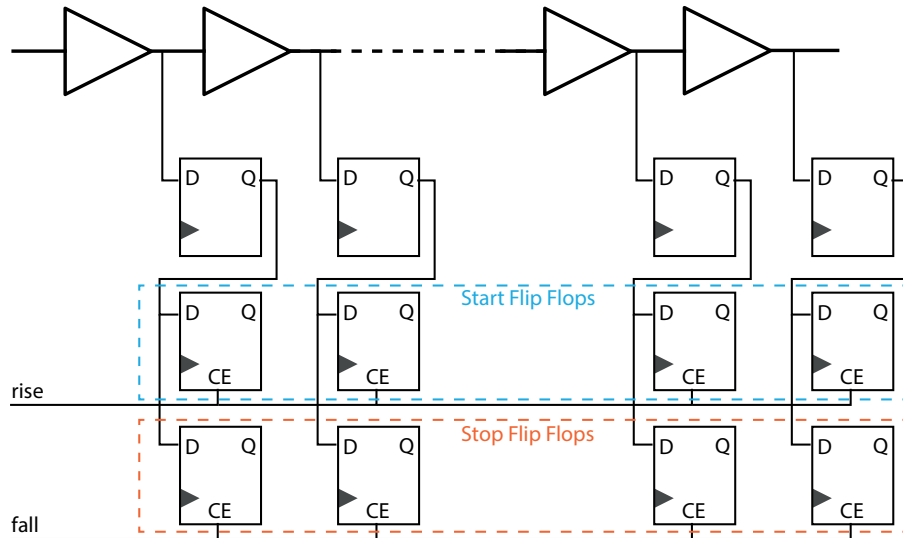 D Q D Q D Q D Q
Start Flip Flops
D Q D Q D Q D Q
CE CE CE CE
rise
Stop Flip Flops
D Q D Q D Q D Q
CE CE CE CE
fall